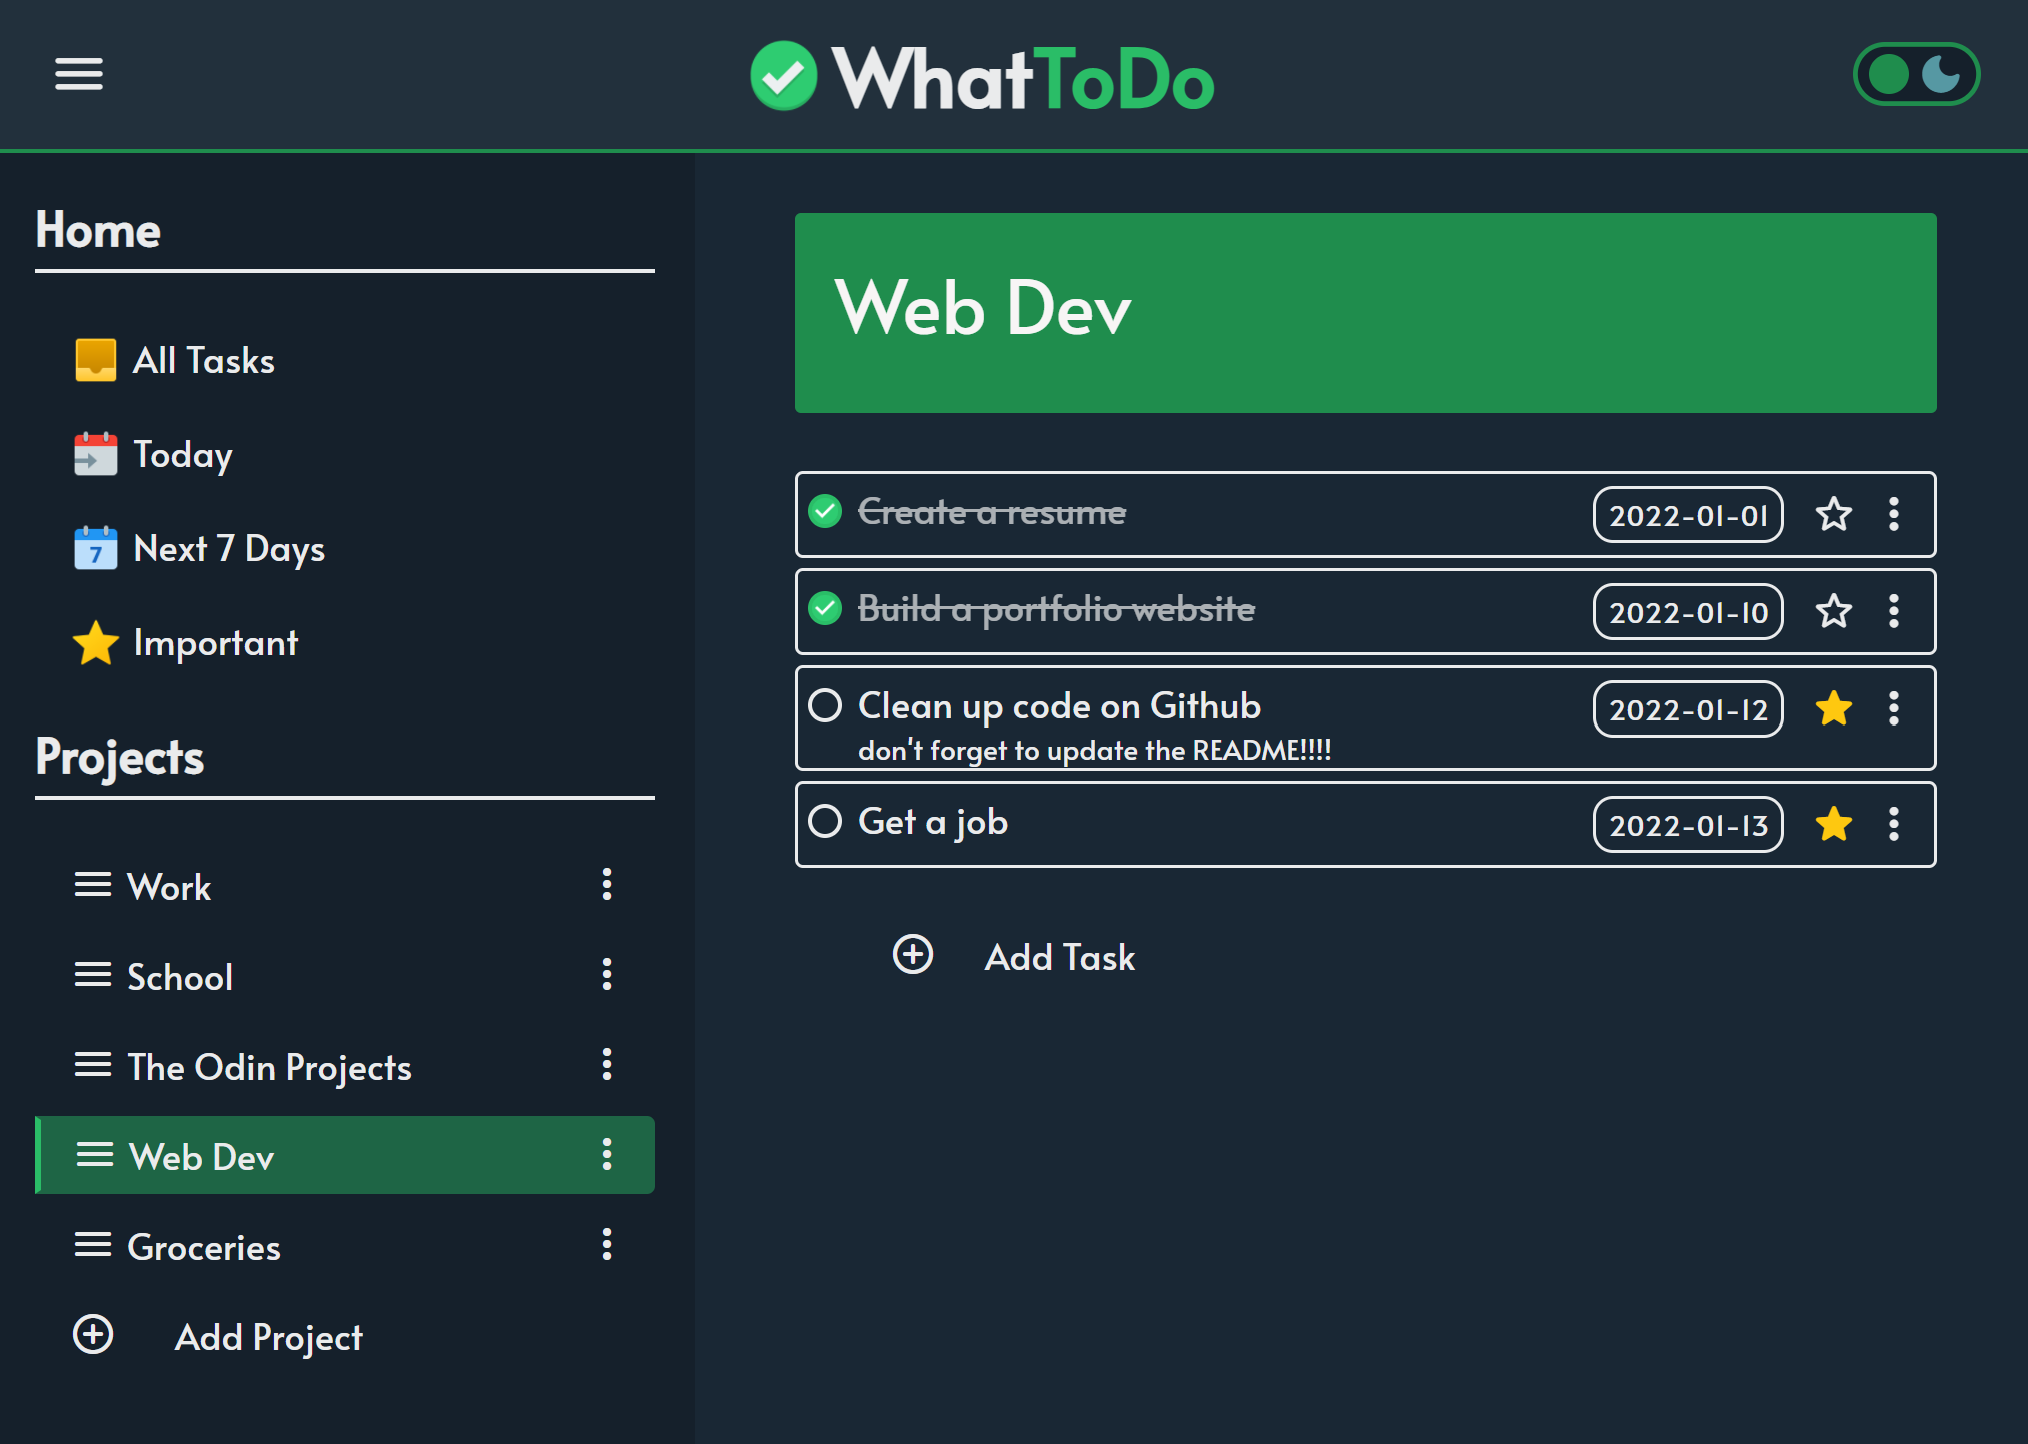 WhatToDo
Home
All Tasks
Today
7 Next 7 Days
Important
Projects
Work
School
The Odin Projects
Web Dev
Groceries
Add Project
Web Dev
Create a resume 2022-01-01
Build a portfolio website 2022-01-10
Clean up code on Github 2022-01-12
don't forget to update the README!!!!
Get a job 2022-01-13
Add Task